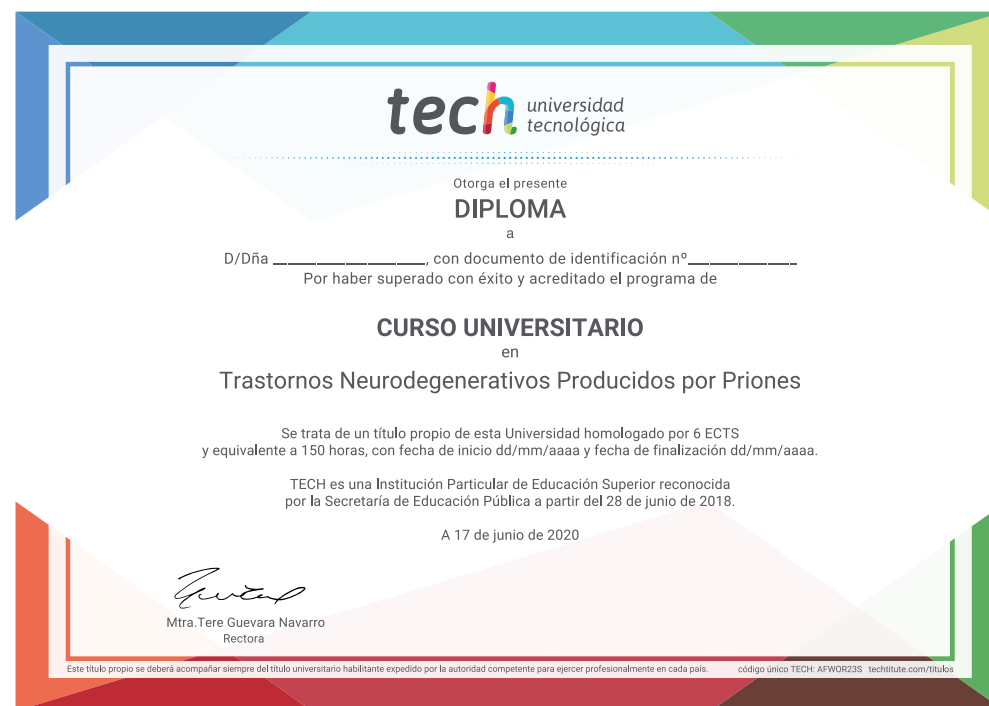 tech universidad
tecnológica
Otorga el presente
DIPLOMA
a
D/Dña ________________, con documento de identificación nº____________
Por haber superado con éxito y acreditado el programa de
CURSO UNIVERSITARIO
en
Trastornos Neurodegenerativos Producidos por Priones
Se trata de un título propio de esta Universidad homologado por 6 ECTS
y equivalente a 150 horas, con fecha de inicio dd/mm/aaaa y fecha de finalización dd/mm/aaaa.
TECH es una Institución Particular de Educación Superior reconocida
por la Secretaría de Educación Pública a partir del 28 de junio de 2018.
A 17 de junio de 2020
Mtra.Tere Guevara Navarro
Rectora
Este título propio se deberá acompañar siempre del título universitario habilitante expedido por la autoridad competente para ejercer profesionalmente en cada país. código único TECH: AFWOR23S techtitute.com/titulos